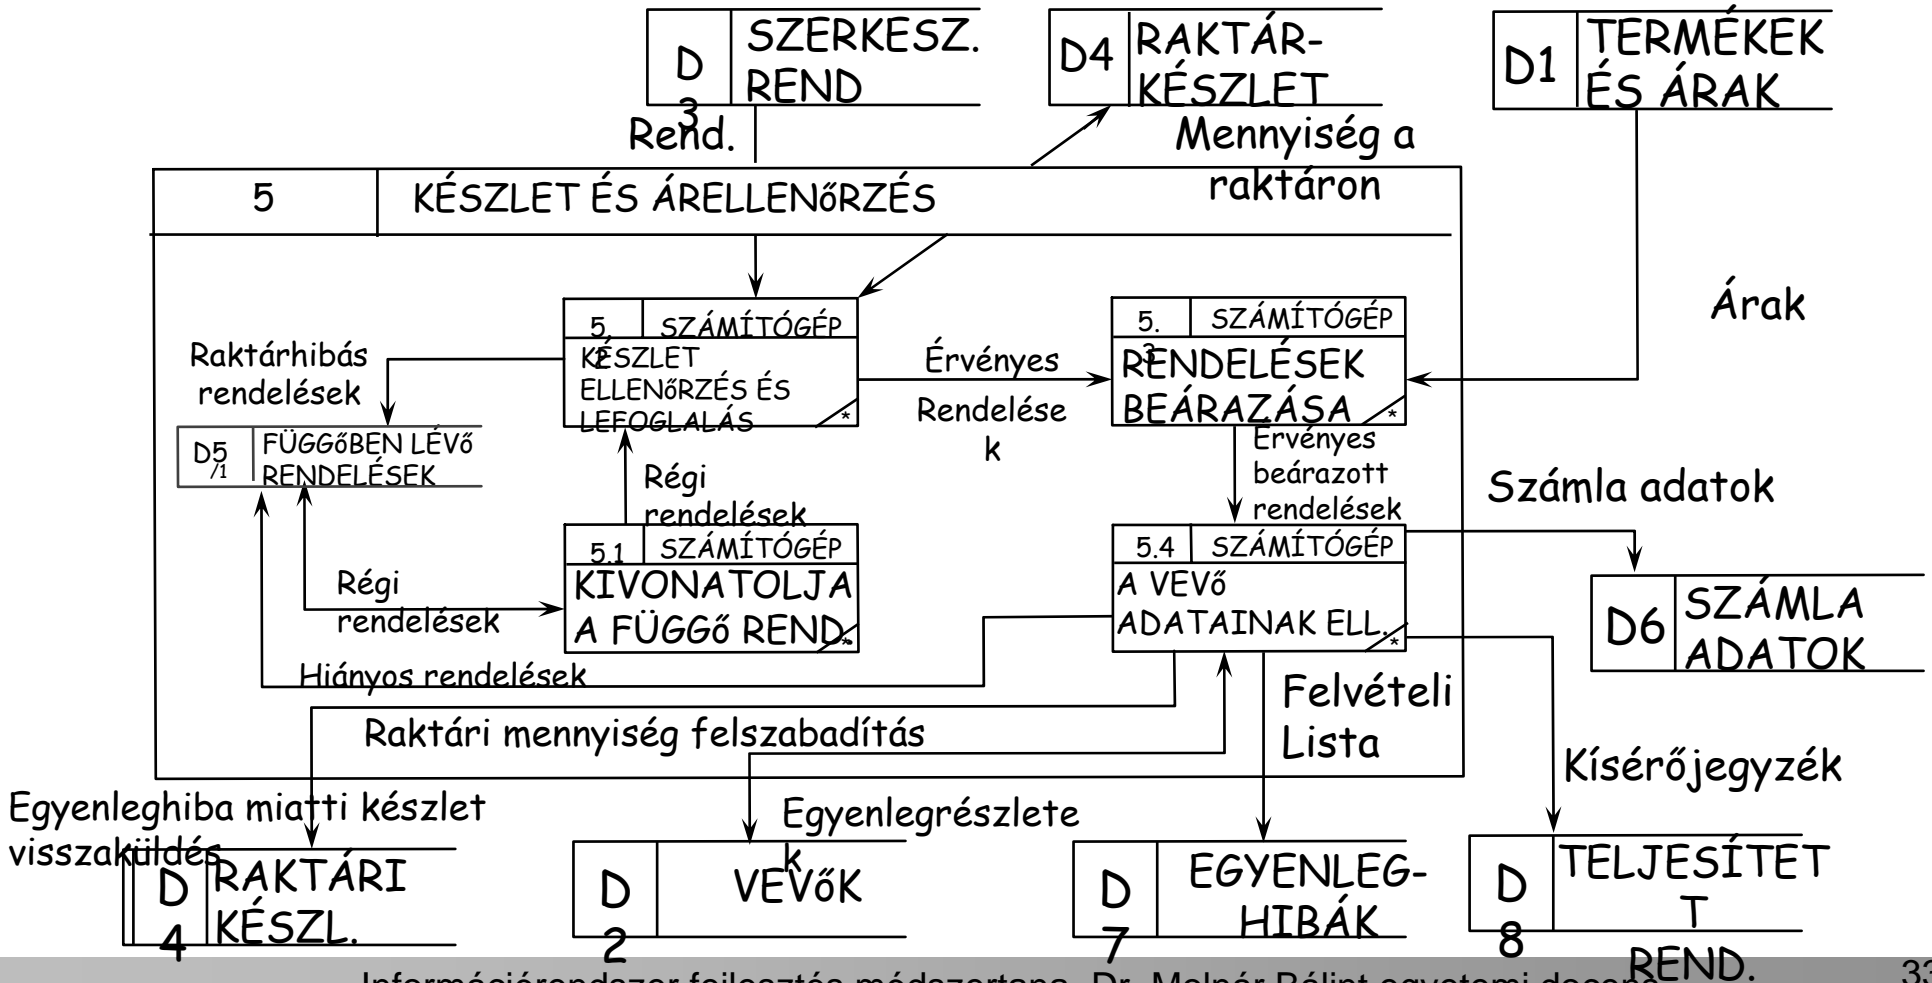 D
3
SZERKESZ.
REND
D4
RAKTÁR-
KÉSZLET
D1
TERMÉKEK
ÉS ÁRAK
Rend.
Mennyiség a
raktáron
5
KÉSZLET ÉS ÁRELLENőRZÉS
Árak
5.
2
SZÁMÍTÓGÉP
KÉSZLET
ELLENőRZÉS ÉS
LEFOGLALÁS
*
Érvényes
Rendelése
k
5.
3
SZÁMÍTÓGÉP
RENDELÉSEK
BEÁRAZÁSA
*
Raktárhibás
rendelések
D5
/1
FÜGGőBEN LÉVő
RENDELÉSEK
Régi
rendelések
Érvényes
beárazott
rendelések
Számla adatok
5.1
SZÁMÍTÓGÉP
KIVONATOLJA
A FÜGGő REND.
*
5.4
SZÁMÍTÓGÉP
A VEVő
ADATAINAK ELL.
*
Régi
rendelések
D6
SZÁMLA
ADATOK
Hiányos rendelések
Raktári mennyiség felszabadítás
Felvételi
Lista
Kísérőjegyzék
Egyenleghiba miatti készlet
visszaküldés
Egyenlegrészlete
k
D
4
RAKTÁRI
KÉSZL.
D
2
VEVőK
D
7
EGYENLEG-
HIBÁK
D
8
TELJESÍTET
T
REND.
Információrendszer fejlesztés módszertana, Dr. Molnár Bálint egyetemi docens
33